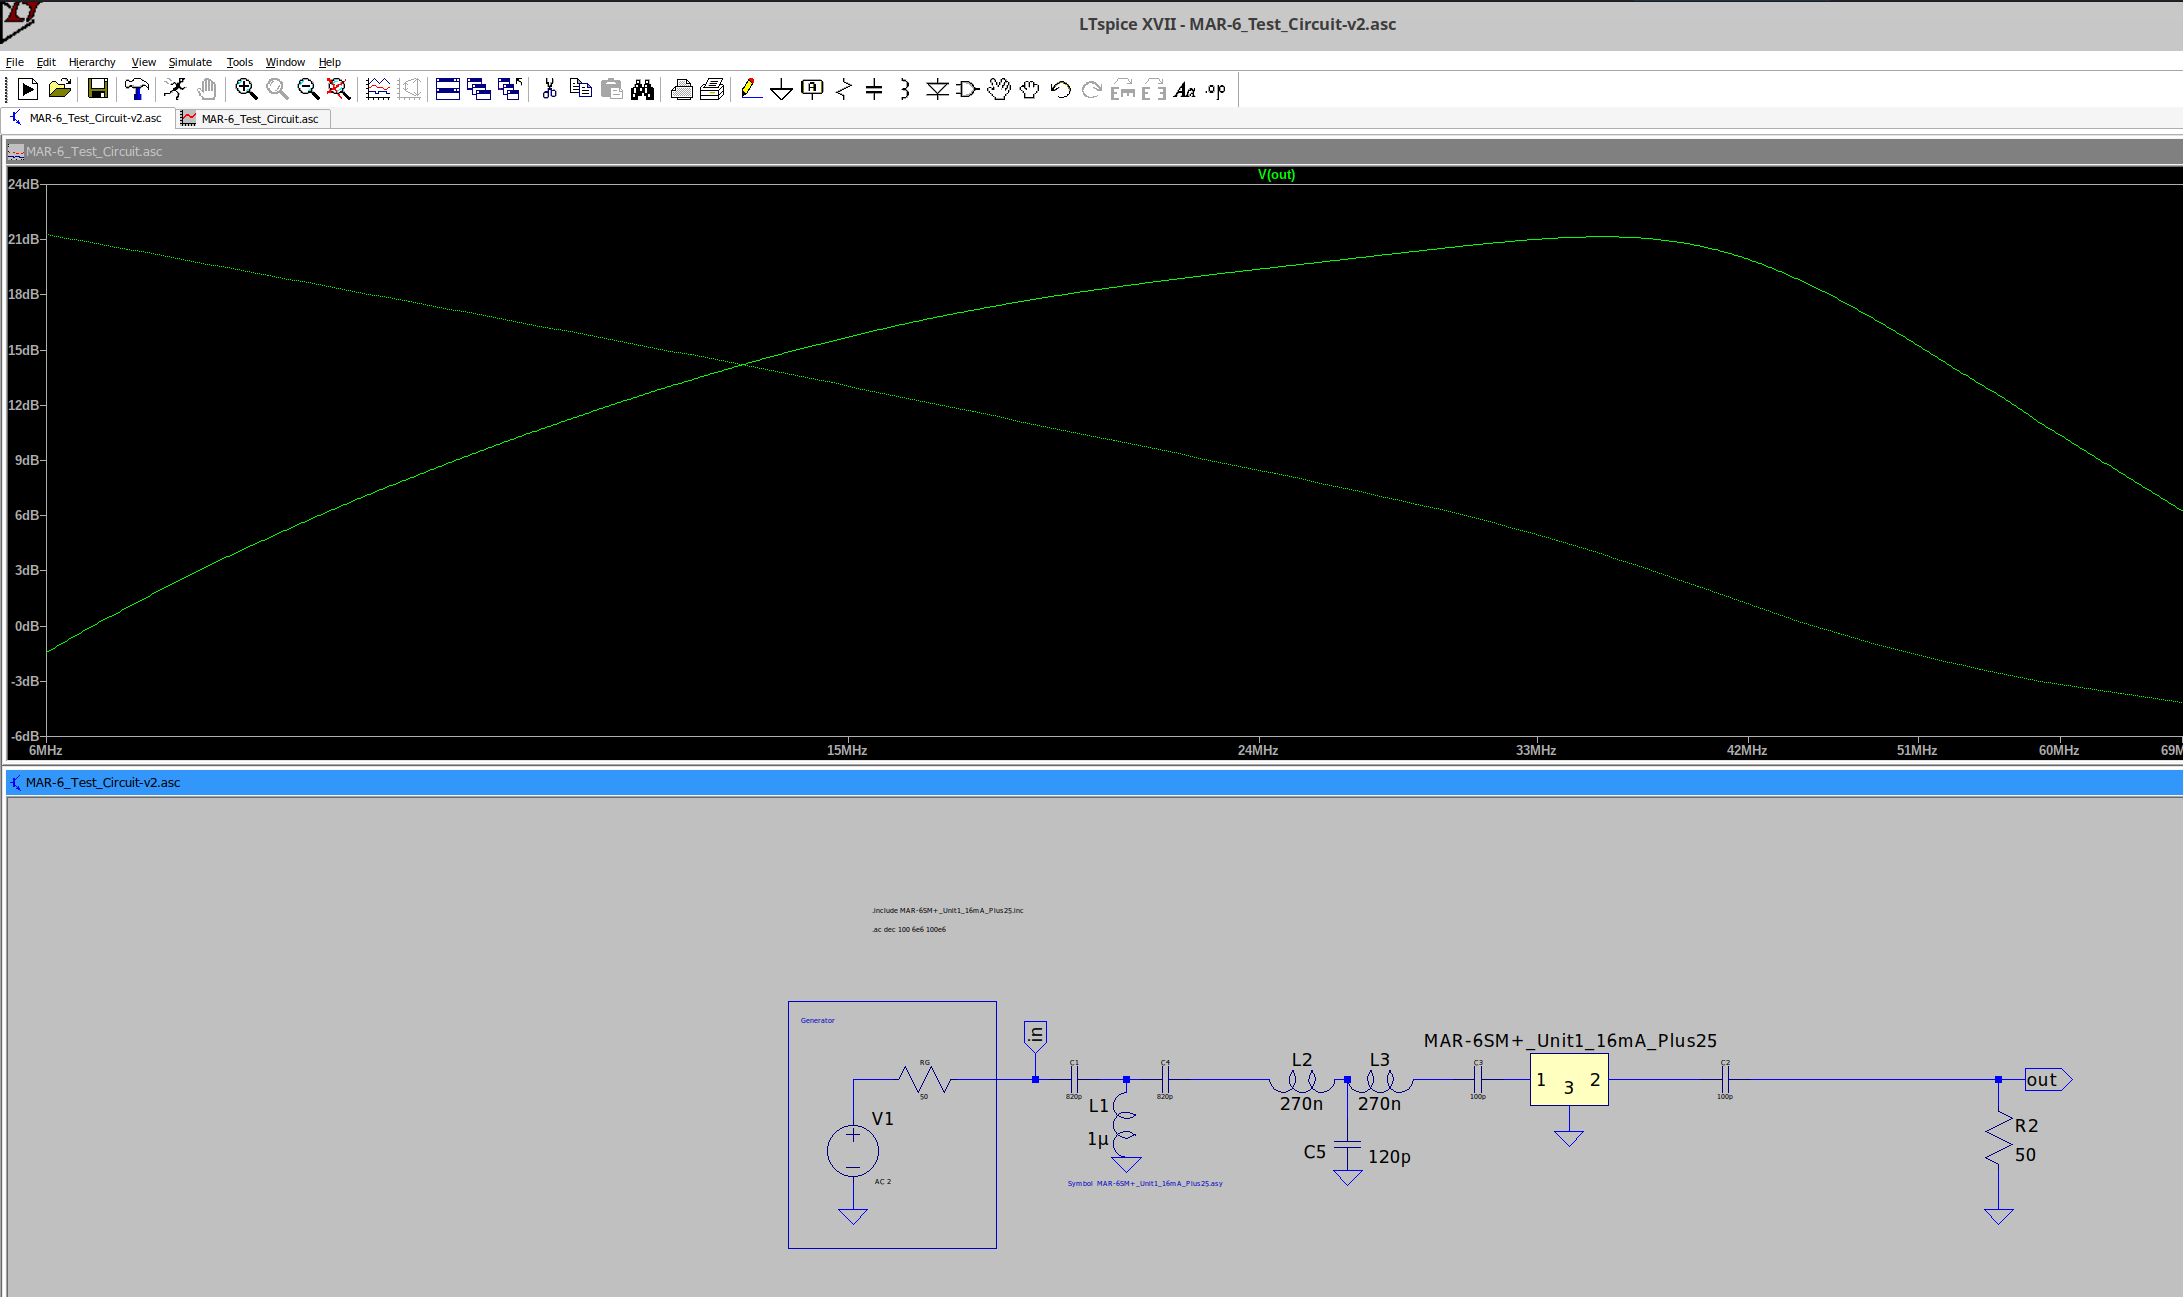 LTspice XVII - MAR-6_Test_Circuit-v2.asc
File Edit Hierarchy View Simulate Tools Window Help
MAR-6_Test_Circuit-v2.asc
MAR-6_Test_Circuit.asc
MAR-6_Test_Circuit.asc
V(out)
24dB
21dB
18dB
15dB
12dB
9dB
6dB
3dB
0dB
-3dB
-6dB
6MHz 15MHz 24MHz 33MHz 42MHz 51MHz 60MHz 69M
MAR-6_Test_Circuit-v2.asc
.include MAR-6SM+_Unit1_16mA_Plus25.inc
.ac dec 100 6e6 100e6
Generator
RG
50
V1
AC 2
in
C1
820p
L1
1µ
C4
820p
L2
270n
L3
270n
C5
120p
C3
100p
MAR-6SM+_Unit1_16mA_Plus25
1 3 2
C2
100p
out
R2
50
Symbol MAR-6SM+_Unit1_16mA_Plus25.asy